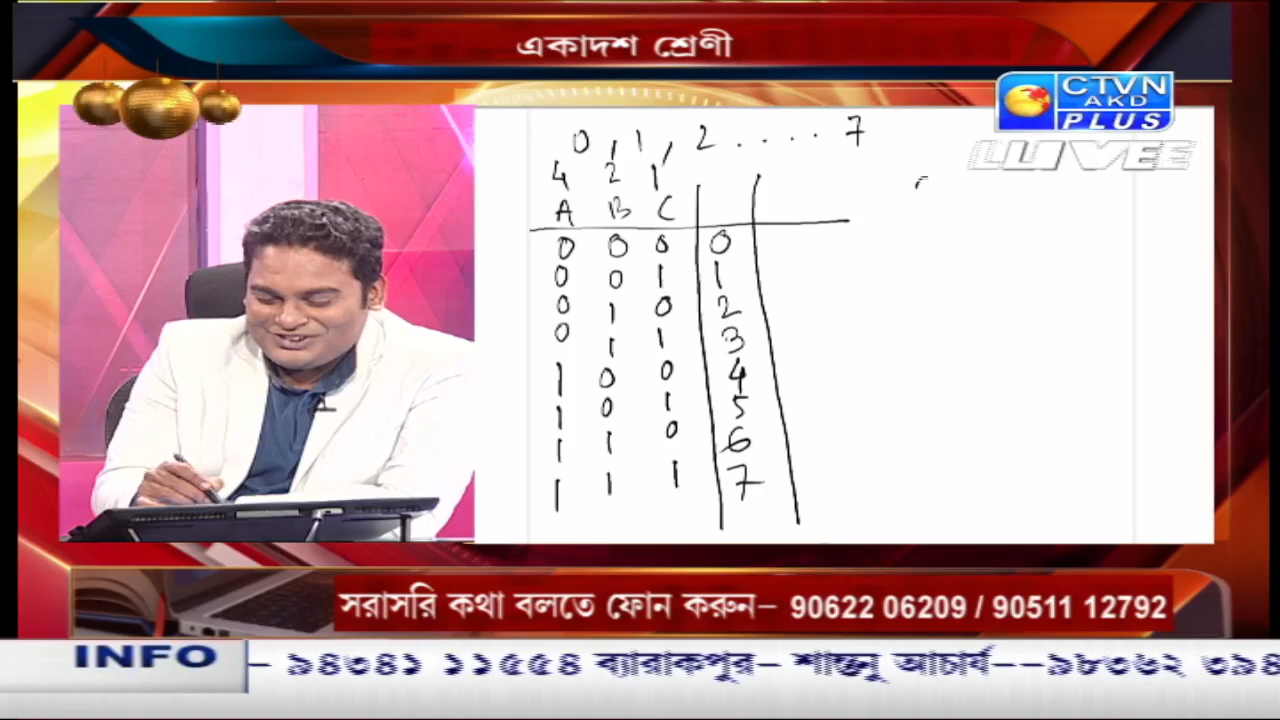 একাদশ শ্রেণী
CTVN
AKD
PLUS
LIVE
0, 1, 2 . . . . 7
4 2 1
A B C
0 0 0 0
0 0 1 1
0 1 0 2
0 1 1 3
1 0 0 4
1 0 1 5
1 1 0 6
1 1 1 7
সরাসরি কথা বলতে ফোন করুন– 90622 06209 / 90511 12792
INFO – ৯৪৩৪১ ১১৫৫৪ ব্যারাকপুর– শান্তনু আচার্য––৯৮৩৬২ ৩৯৪